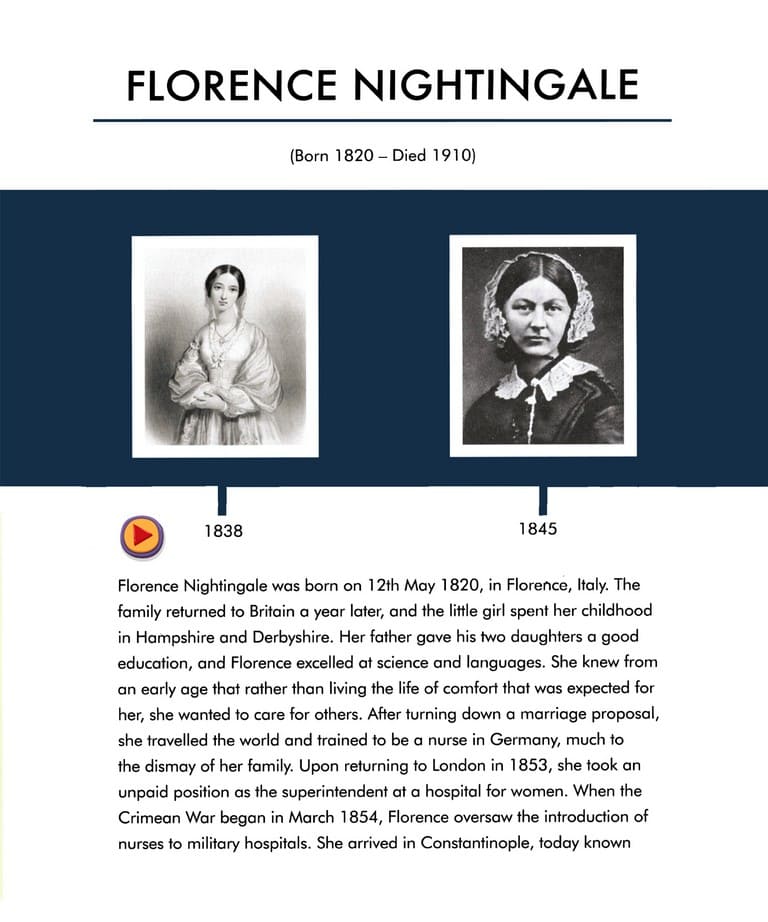 FLORENCE NIGHTINGALE
(Born 1820 – Died 1910)
1838
1845
Florence Nightingale was born on 12th May 1820, in Florence, Italy. The
family returned to Britain a year later, and the little girl spent her childhood
in Hampshire and Derbyshire. Her father gave his two daughters a good
education, and Florence excelled at science and languages. She knew from
an early age that rather than living the life of comfort that was expected for
her, she wanted to care for others. After turning down a marriage proposal,
she travelled the world and trained to be a nurse in Germany, much to
the dismay of her family. Upon returning to London in 1853, she took an
unpaid position as the superintendent at a hospital for women. When the
Crimean War began in March 1854, Florence oversaw the introduction of
nurses to military hospitals. She arrived in Constantinople, today known